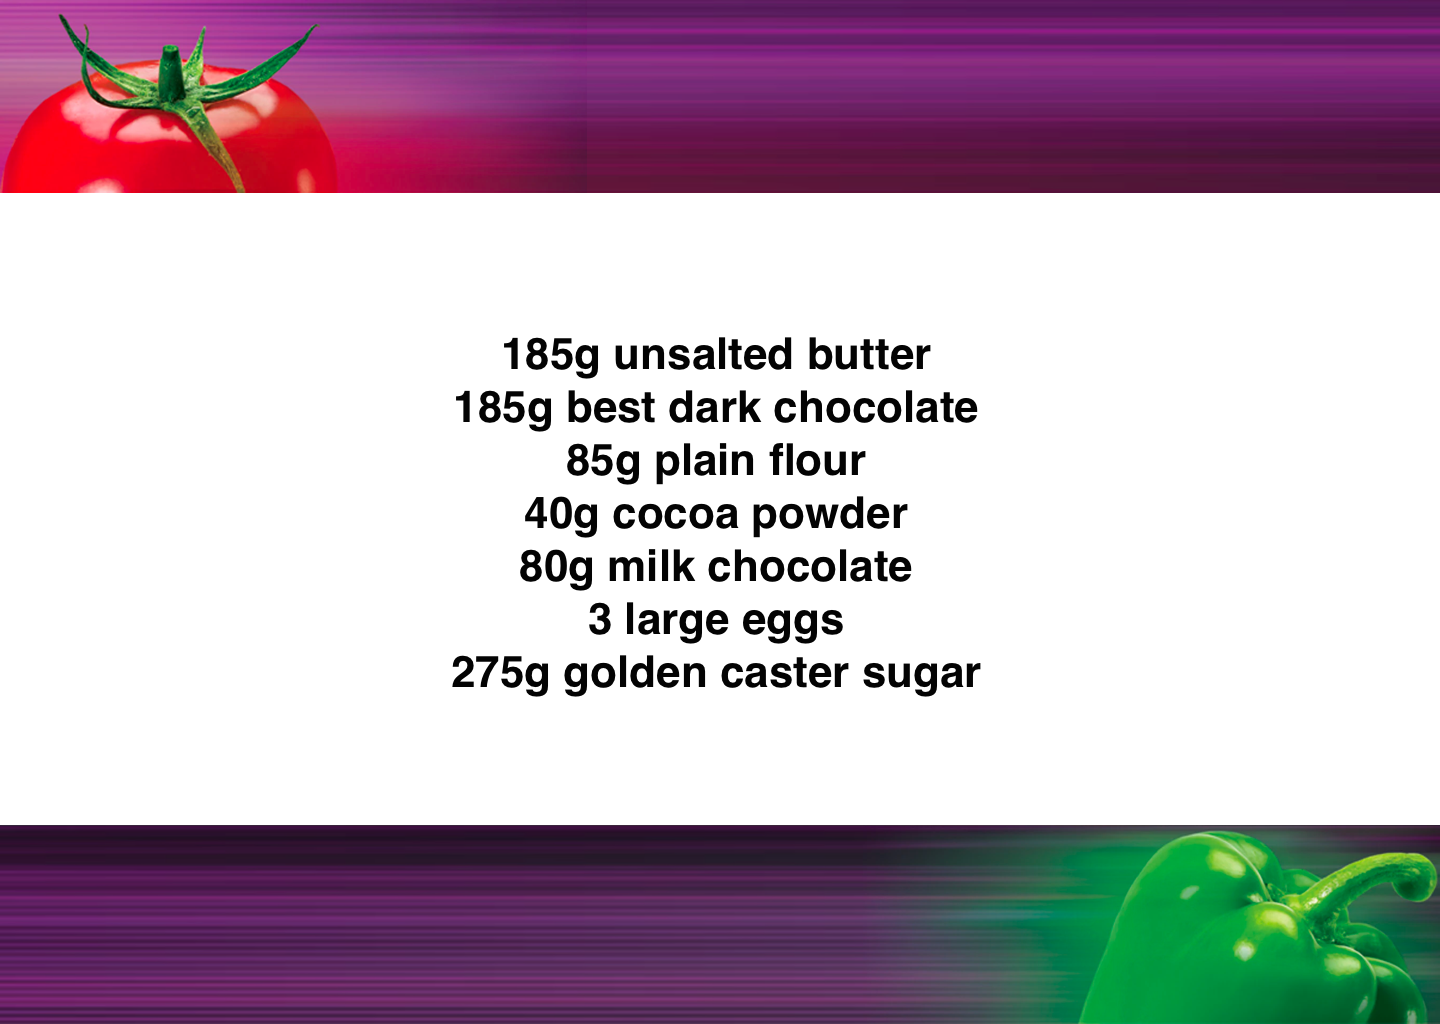 185g unsalted butter
185g best dark chocolate
85g plain flour
40g cocoa powder
80g milk chocolate
3 large eggs
275g golden caster sugar